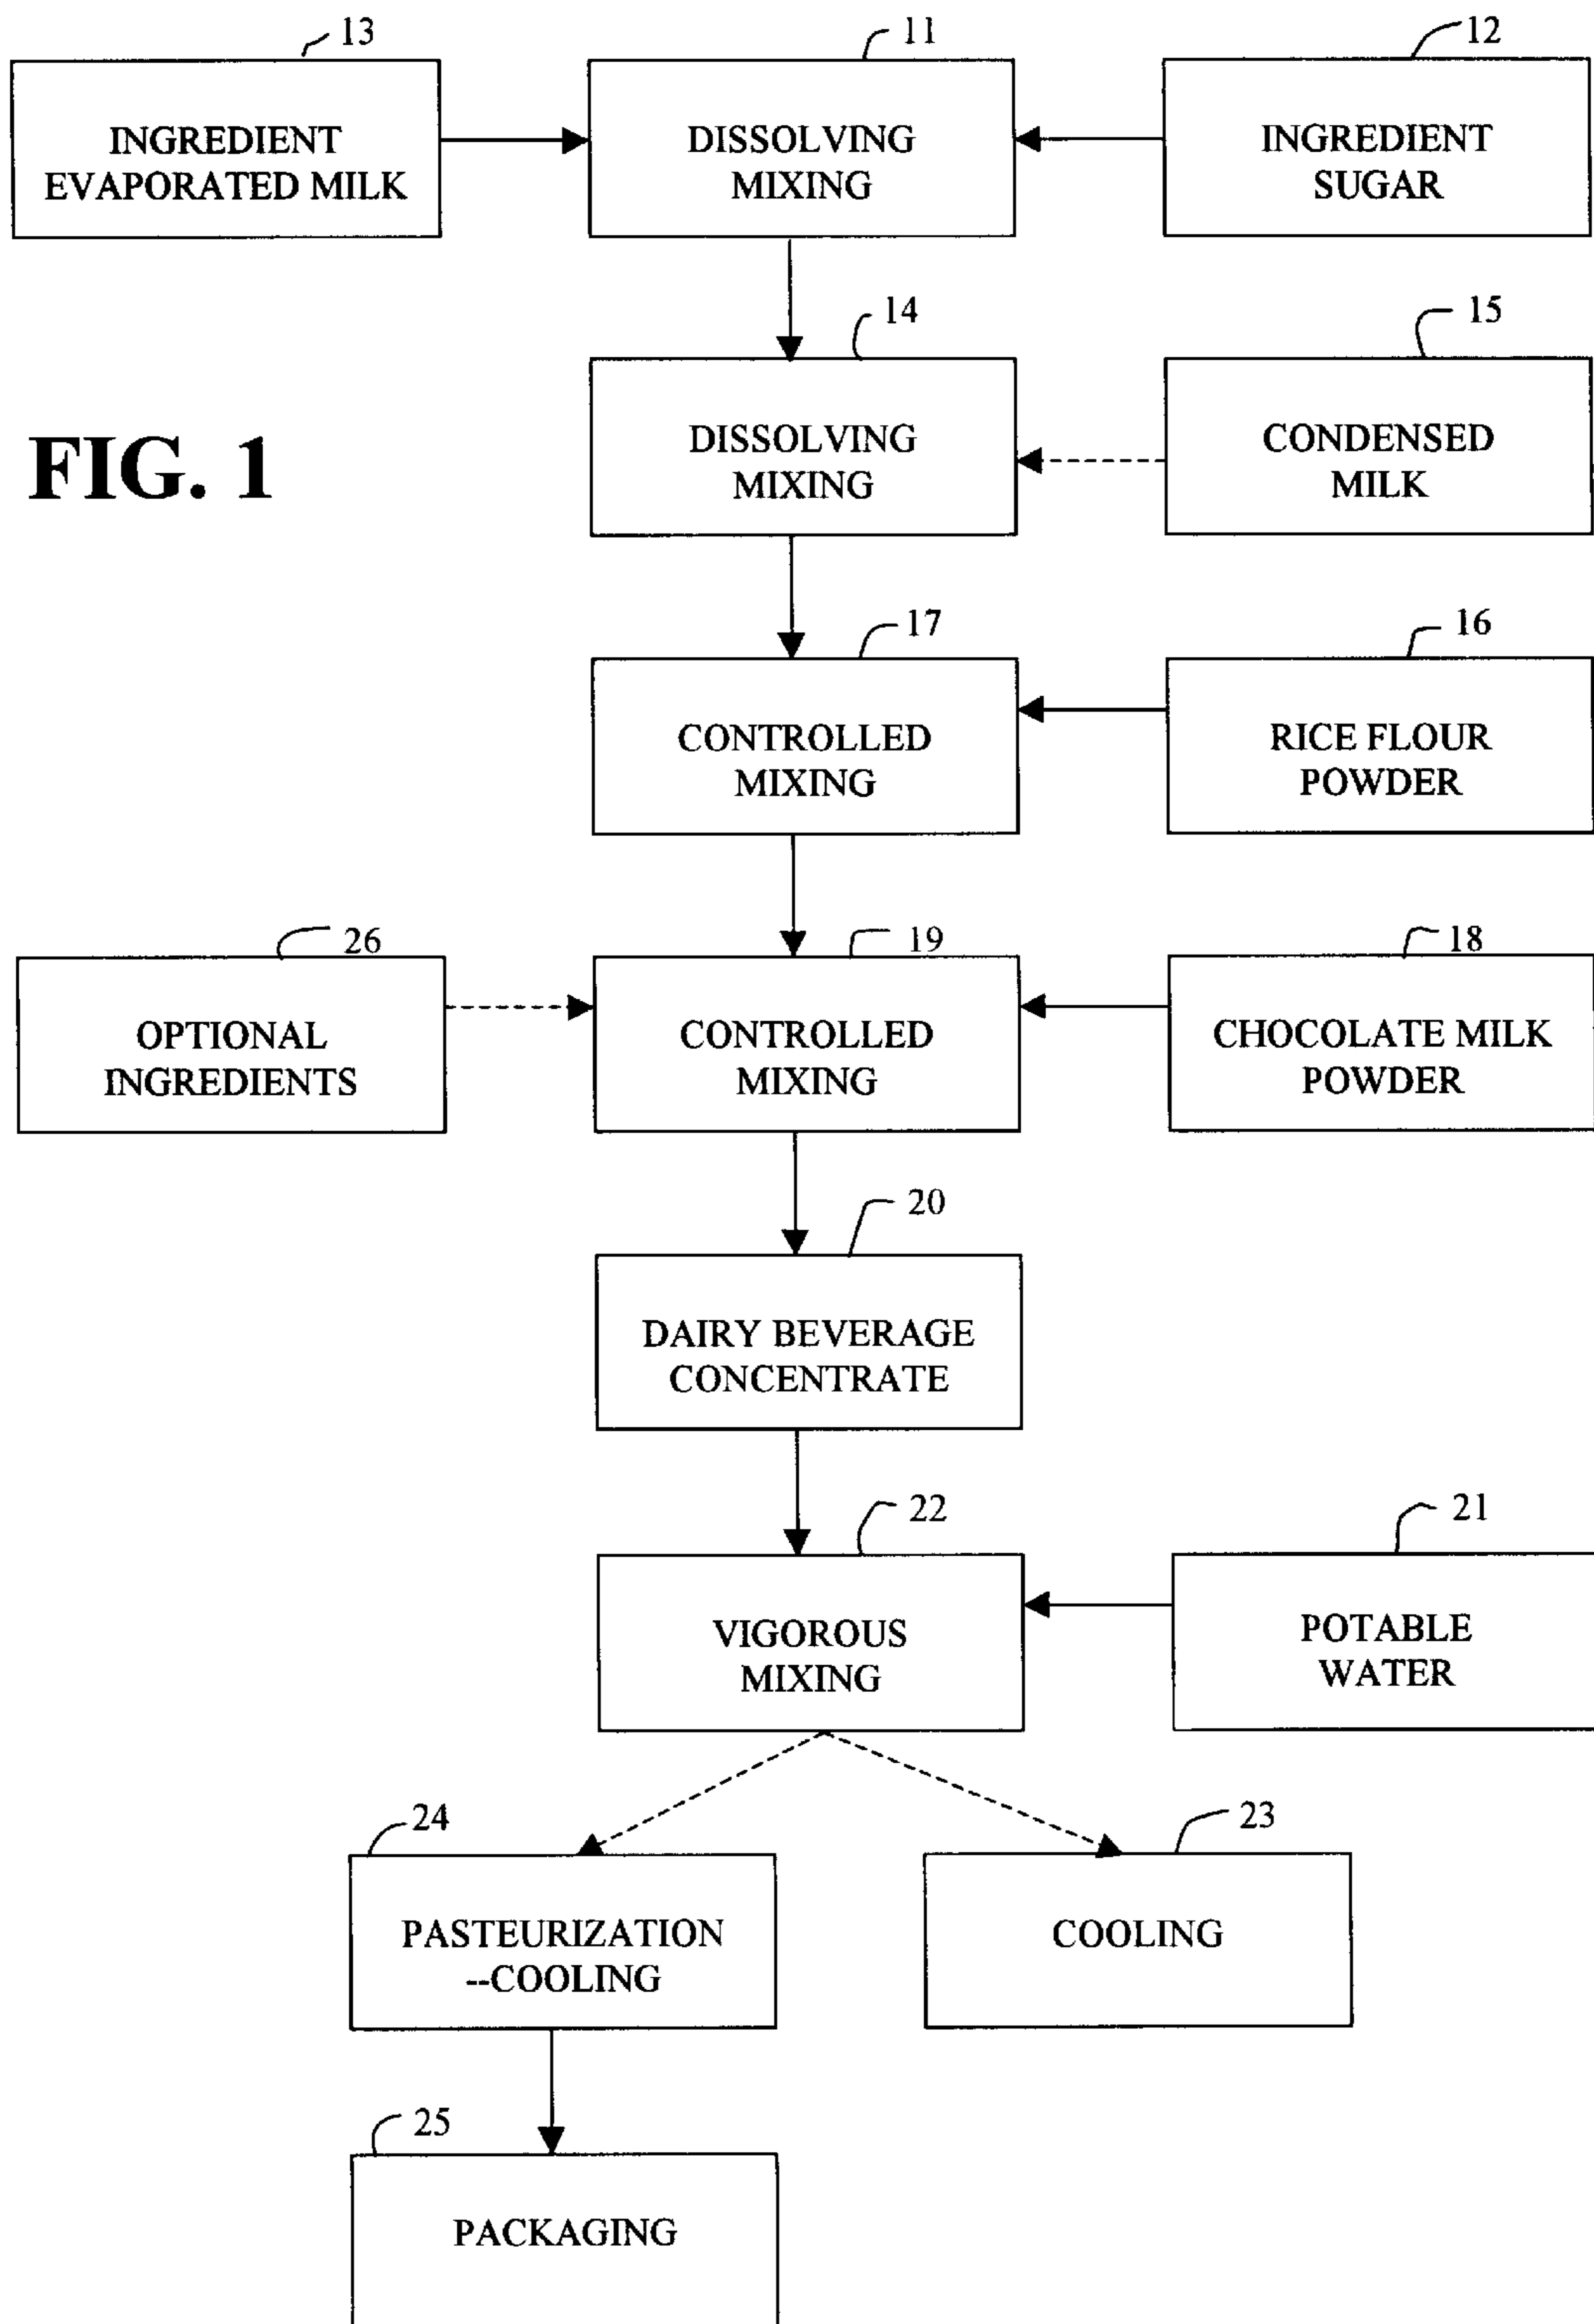 13
11
12
INGREDIENT
EVAPORATED MILK
DISSOLVING
MIXING
INGREDIENT
SUGAR
14
15
FIG. 1
DISSOLVING
MIXING
CONDENSED
MILK
17
16
CONTROLLED
MIXING
RICE FLOUR
POWDER
26
19
18
OPTIONAL
INGREDIENTS
CONTROLLED
MIXING
CHOCOLATE MILK
POWDER
20
DAIRY BEVERAGE
CONCENTRATE
22
21
VIGOROUS
MIXING
POTABLE
WATER
24
23
PASTEURIZATION
--COOLING
COOLING
25
PACKAGING